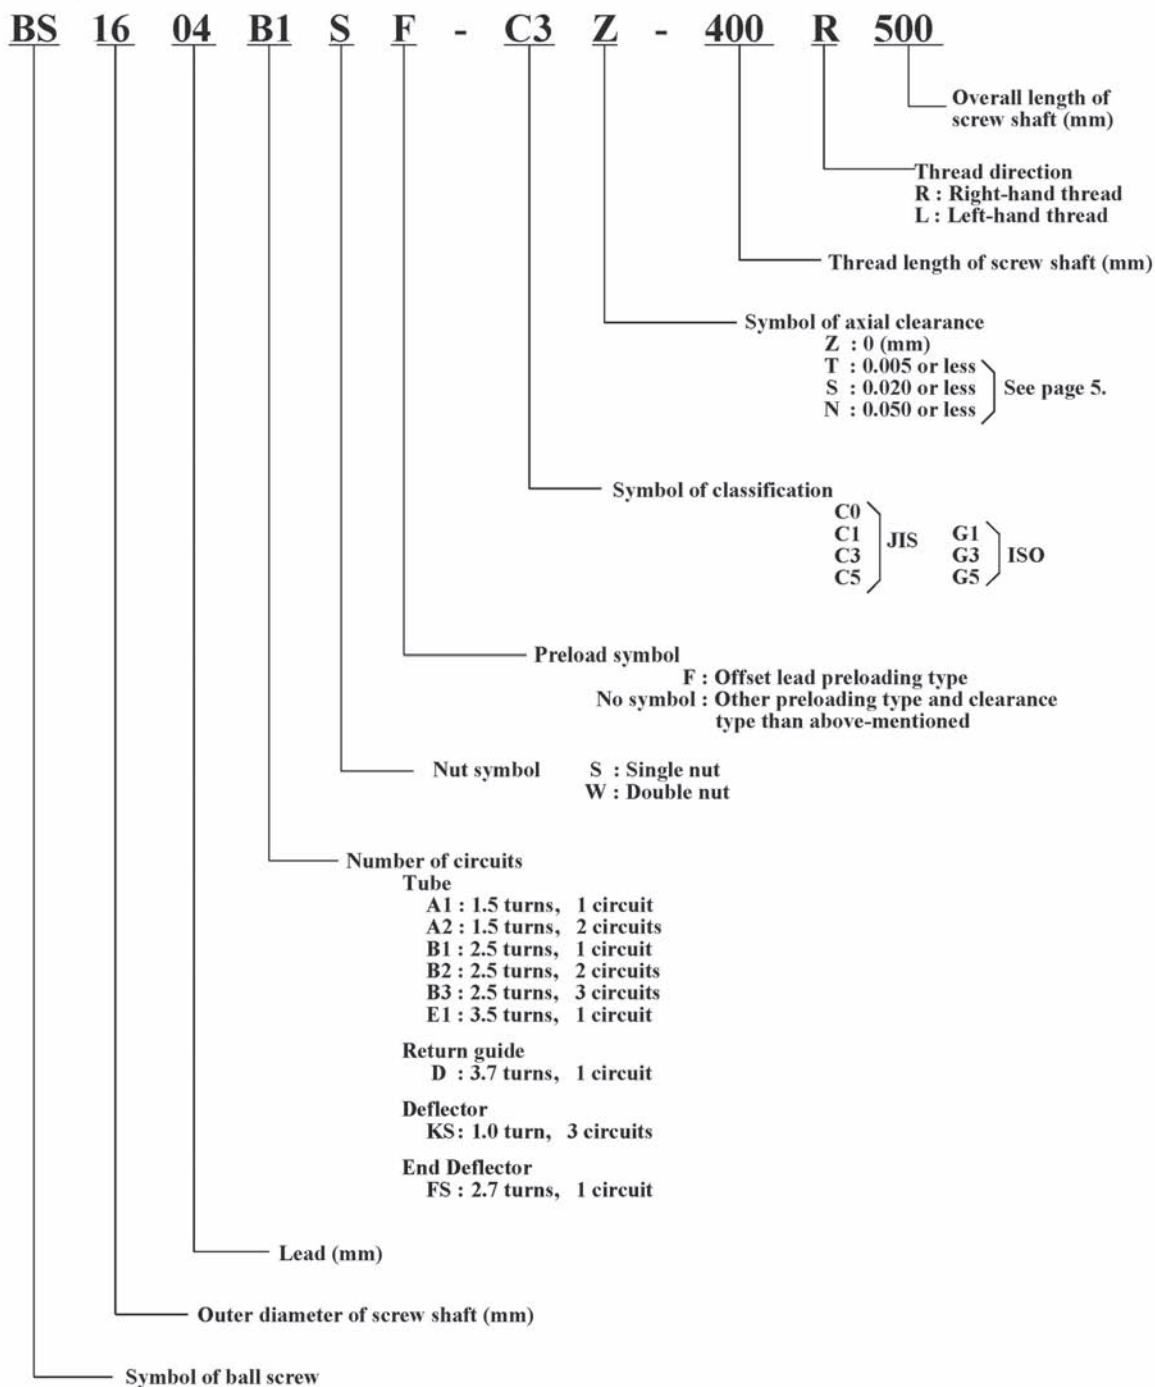 BS 16 04 B1 S F - C3 Z - 400 R 500
Overall length of
screw shaft (mm)
Thread direction
R : Right-hand thread
L : Left-hand thread
Thread length of screw shaft (mm)
Symbol of axial clearance
Z : 0 (mm)
T : 0.005 or less
S : 0.020 or less See page 5.
N : 0.050 or less
Symbol of classification
C0
C1 G1
JIS
C3 G3 ISO
C5 G5
Preload symbol
F : Offset lead preloading type
No symbol : Other preloading type and clearance
type than above-mentioned
Nut symbol S : Single nut
W : Double nut
Number of circuits
Tube
A1 : 1.5 turns, 1 circuit
A2 : 1.5 turns, 2 circuits
B1 : 2.5 turns, 1 circuit
B2 : 2.5 turns, 2 circuits
B3 : 2.5 turns, 3 circuits
E1 : 3.5 turns, 1 circuit
Return guide
D : 3.7 turns, 1 circuit
Deflector
KS: 1.0 turn, 3 circuits
End Deflector
FS : 2.7 turns, 1 circuit
Lead (mm)
Outer diameter of screw shaft (mm)
Symbol of ball screw